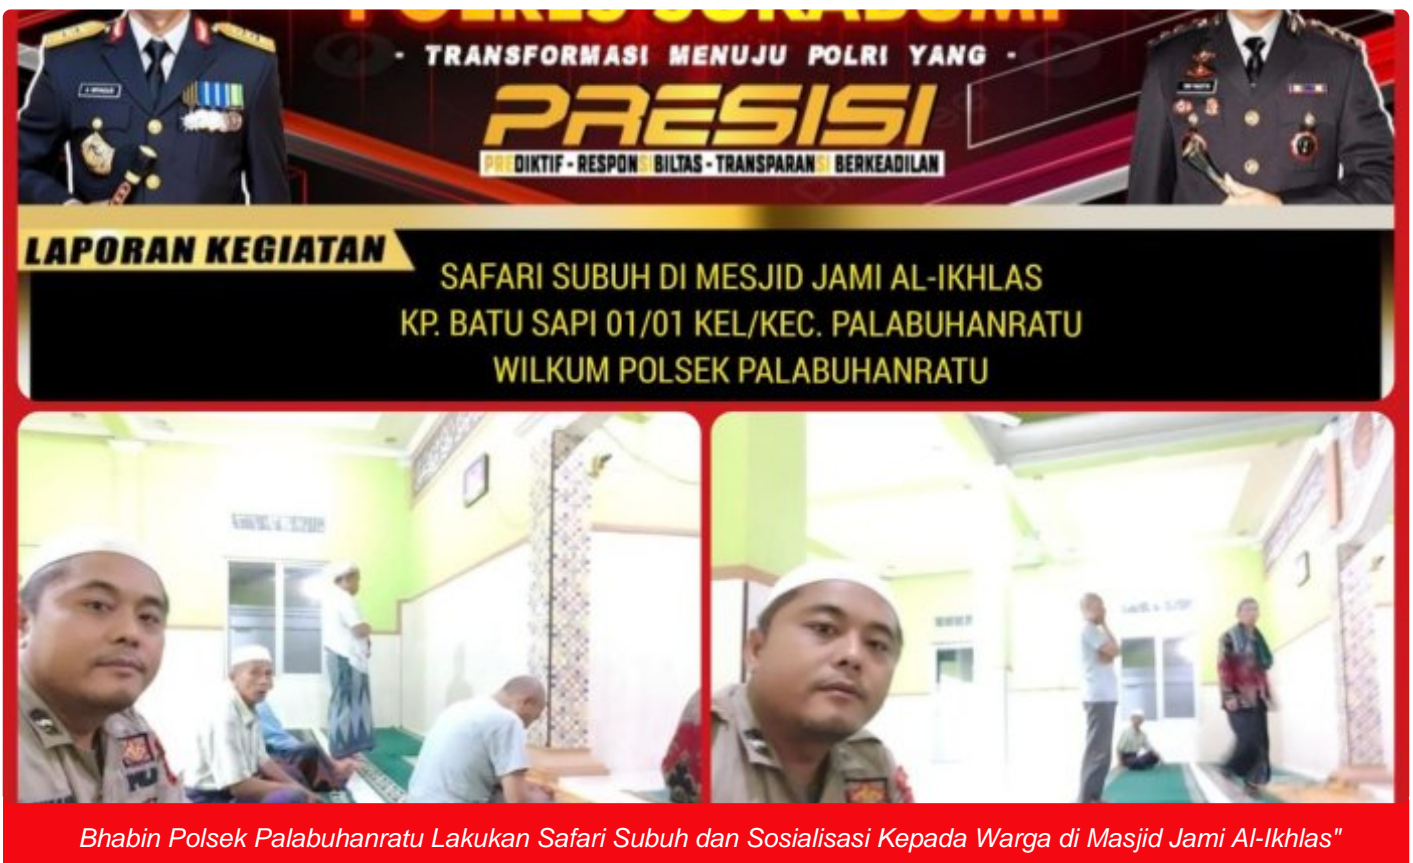 POLRES SUKABUMI
- TRANSFORMASI MENUJU POLRI YANG -
PRESISI
PREDIKTIF - RESPONSIBILTAS - TRANSPARANSI BERKEADILAN
LAPORAN KEGIATAN
SAFARI SUBUH DI MESJID JAMI AL-IKHLAS
KP. BATU SAPI 01/01 KEL/KEC. PALABUHANRATU
WILKUM POLSEK PALABUHANRATU
Bhabin Polsek Palabuhanratu Lakukan Safari Subuh dan Sosialisasi Kepada Warga di Masjid Jami Al-Ikhlas"